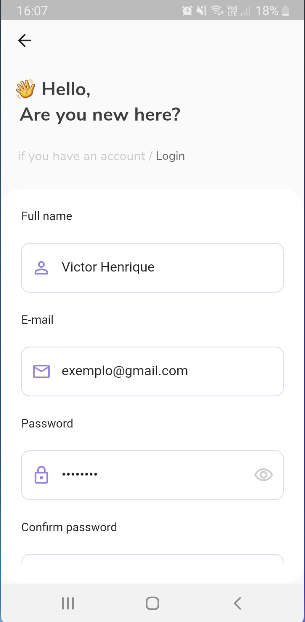 16:07
18%
Hello,
Are you new here?
if you have an account / Login
Full name
Victor Henrique
E-mail
exemplo@gmail.com
Password
••••••••
Confirm password